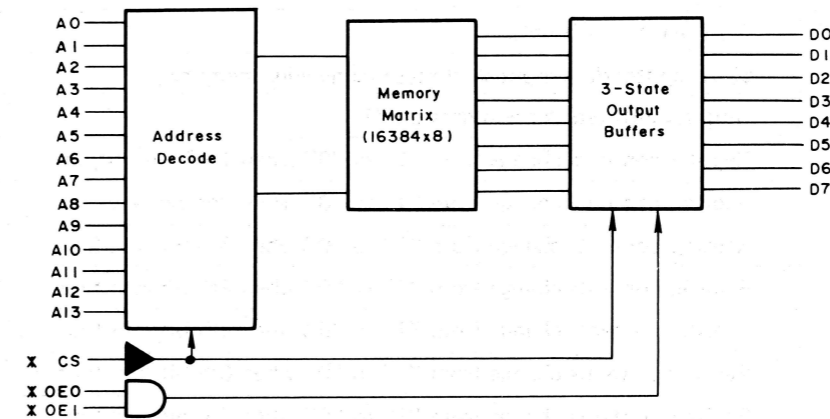 A0
A1
A2
A3
A4
A5
A6
A7
A8
A9
A10
A11
A12
A13
Address
Decode
Memory
Matrix
(16384x8)
3-State
Output
Buffers
D0
D1
D2
D3
D4
D5
D6
D7
X CS
X OE0
X OE1